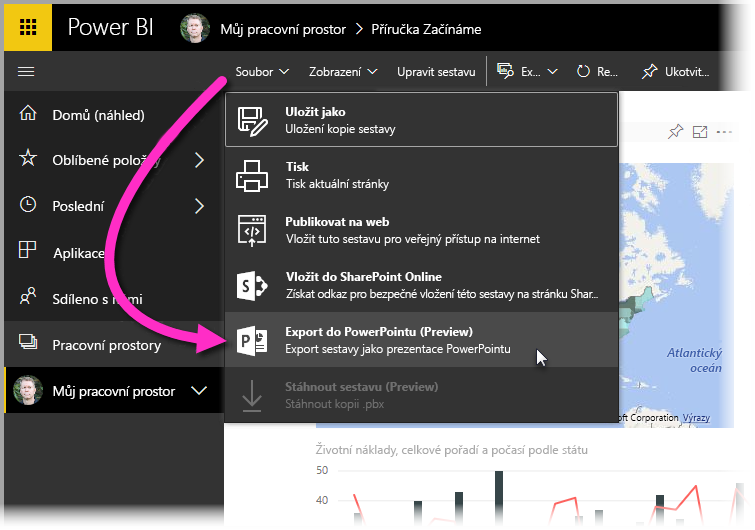 Power BI
Můj pracovní prostor > Příručka Začínáme
Soubor
Zobrazení
Upravit sestavu
Ex...
Re...
Ukotvit...
Domů (náhled)
Oblíbené položky
Poslední
Aplikace
Sdíleno s námi
Pracovní prostory
Můj pracovní prostor
Uložit jako
Uložení kopie sestavy
Tisk
Tisk aktuální stránky
Publikovat na web
Vložit tuto sestavu pro veřejný přístup na internet
Vložit do SharePoint Online
Získat odkaz pro bezpečné vložení této sestavy na stránku Shar...
Export do PowerPointu (Preview)
Export sestavy jako prezentace PowerPointu
Stáhnout sestavu (Preview)
Stáhnout kopii .pbx
Atlantický
oceán
ft Corporation Výrazy
Životní náklady, celkové pořadí a počasí podle státu
50
40